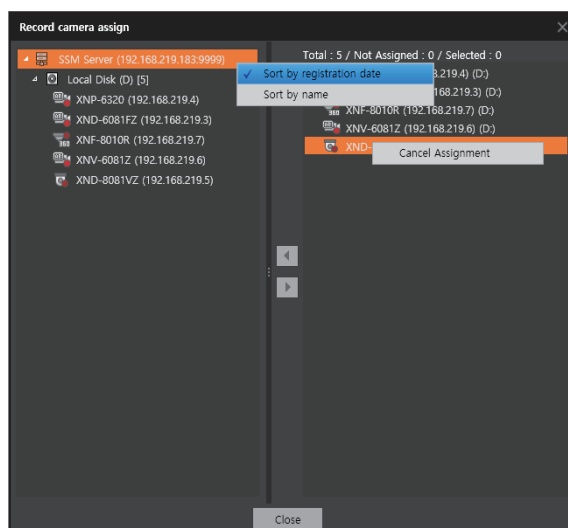 Record camera assign
SSM Server (192.168.219.183:9999)
Local Disk (D) [5]
XNP-6320 (192.168.219.4)
XND-6081FZ (192.168.219.3)
XNF-8010R (192.168.219.7)
XNV-6081Z (192.168.219.6)
XND-8081VZ (192.168.219.5)
Sort by registration date
Sort by name
Total : 5 / Not Assigned : 0 / Selected : 0
.219.4) (D:)
168.219.3) (D:)
XNF-8010R (192.168.219.7) (D:)
XNV-6081Z (192.168.219.6) (D:)
XND-
Cancel Assignment
Close